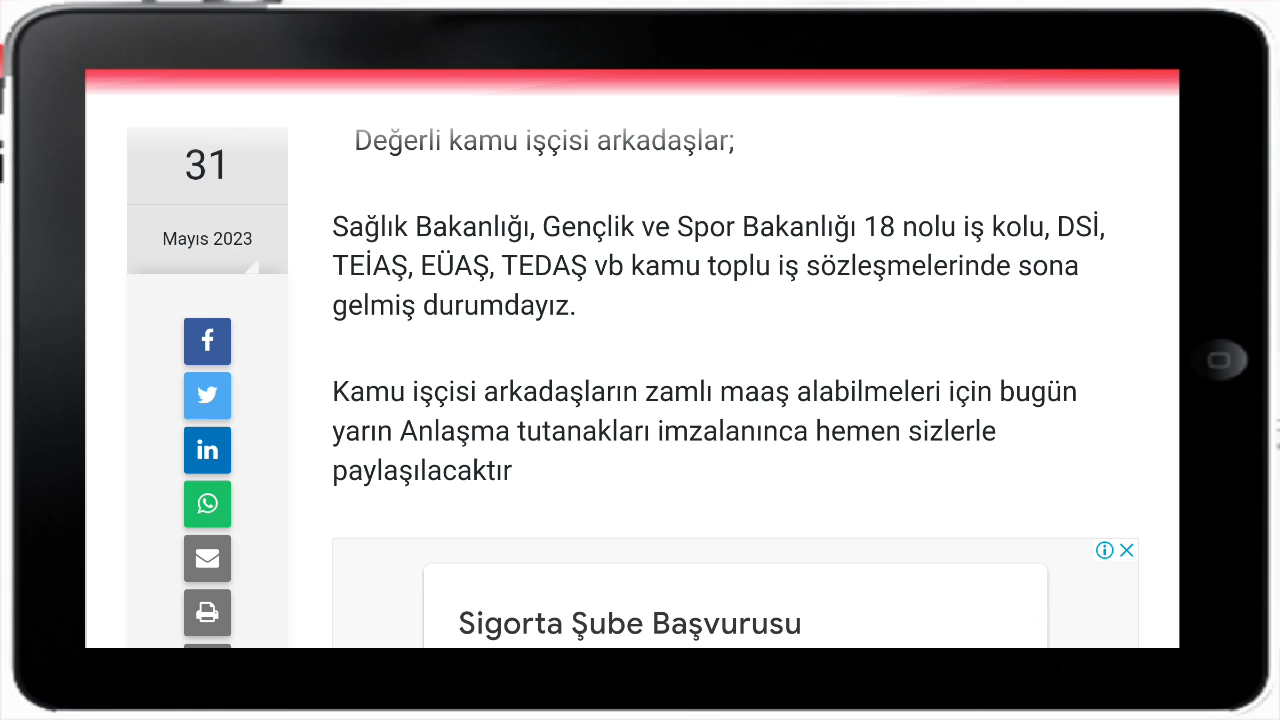 31
Mayıs 2023
Değerli kamu işçisi arkadaşlar;
Sağlık Bakanlığı, Gençlik ve Spor Bakanlığı 18 nolu iş kolu, DSİ,
TEİAŞ, EÜAŞ, TEDAŞ vb kamu toplu iş sözleşmelerinde sona
gelmiş durumdayız.
Kamu işçisi arkadaşların zamlı maaş alabilmeleri için bugün
yarın Anlaşma tutanakları imzalanınca hemen sizlerle
paylaşılacaktır
Sigorta Şube Başvurusu